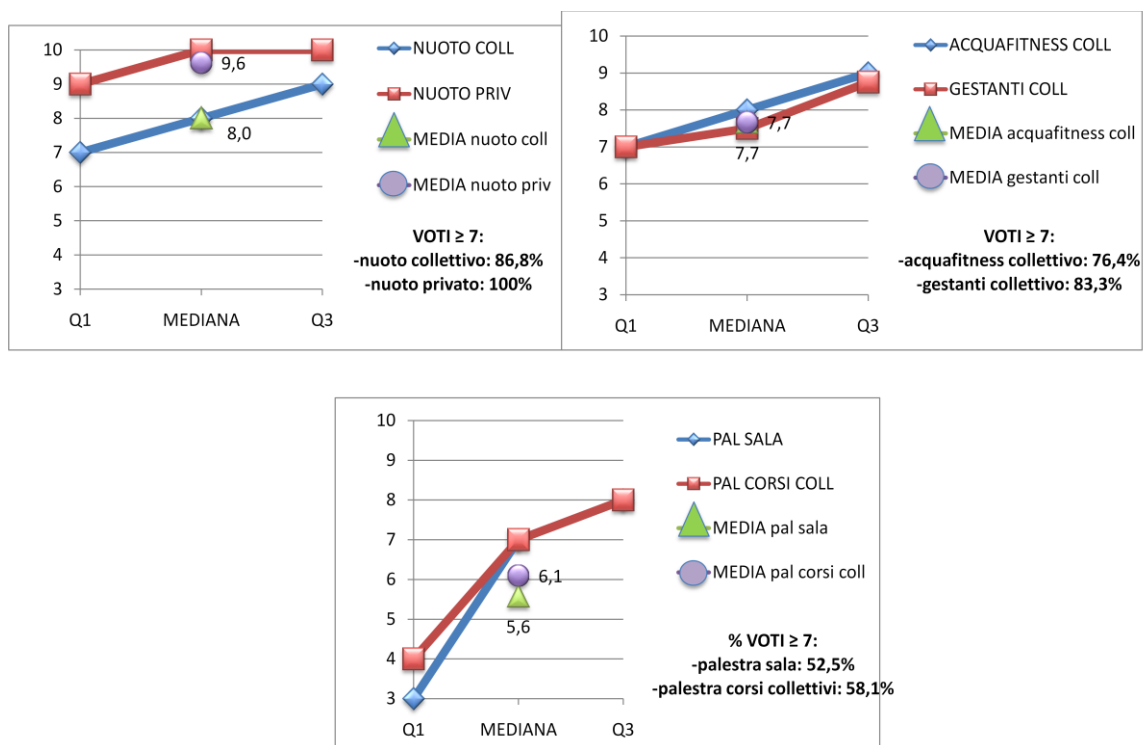 10
9
8
7
6
5
4
3
Q1 MEDIANA Q3
9,6
8,0
NUOTO COLL
NUOTO PRIV
MEDIA nuoto coll
MEDIA nuoto priv
VOTI ≥ 7:
-nuoto collettivo: 86,8%
-nuoto privato: 100%
10
9
8
7
6
5
4
3
Q1 MEDIANA Q3
7,7
7,7
ACQUAFITNESS COLL
GESTANTI COLL
MEDIA acquafitness coll
MEDIA gestanti coll
VOTI ≥ 7:
-acquafitness collettivo: 76,4%
-gestanti collettivo: 83,3%
10
9
8
7
6
5
4
3
Q1 MEDIANA Q3
6,1
5,6
PAL SALA
PAL CORSI COLL
MEDIA pal sala
MEDIA pal corsi coll
% VOTI ≥ 7:
-palestra sala: 52,5%
-palestra corsi collettivi: 58,1%